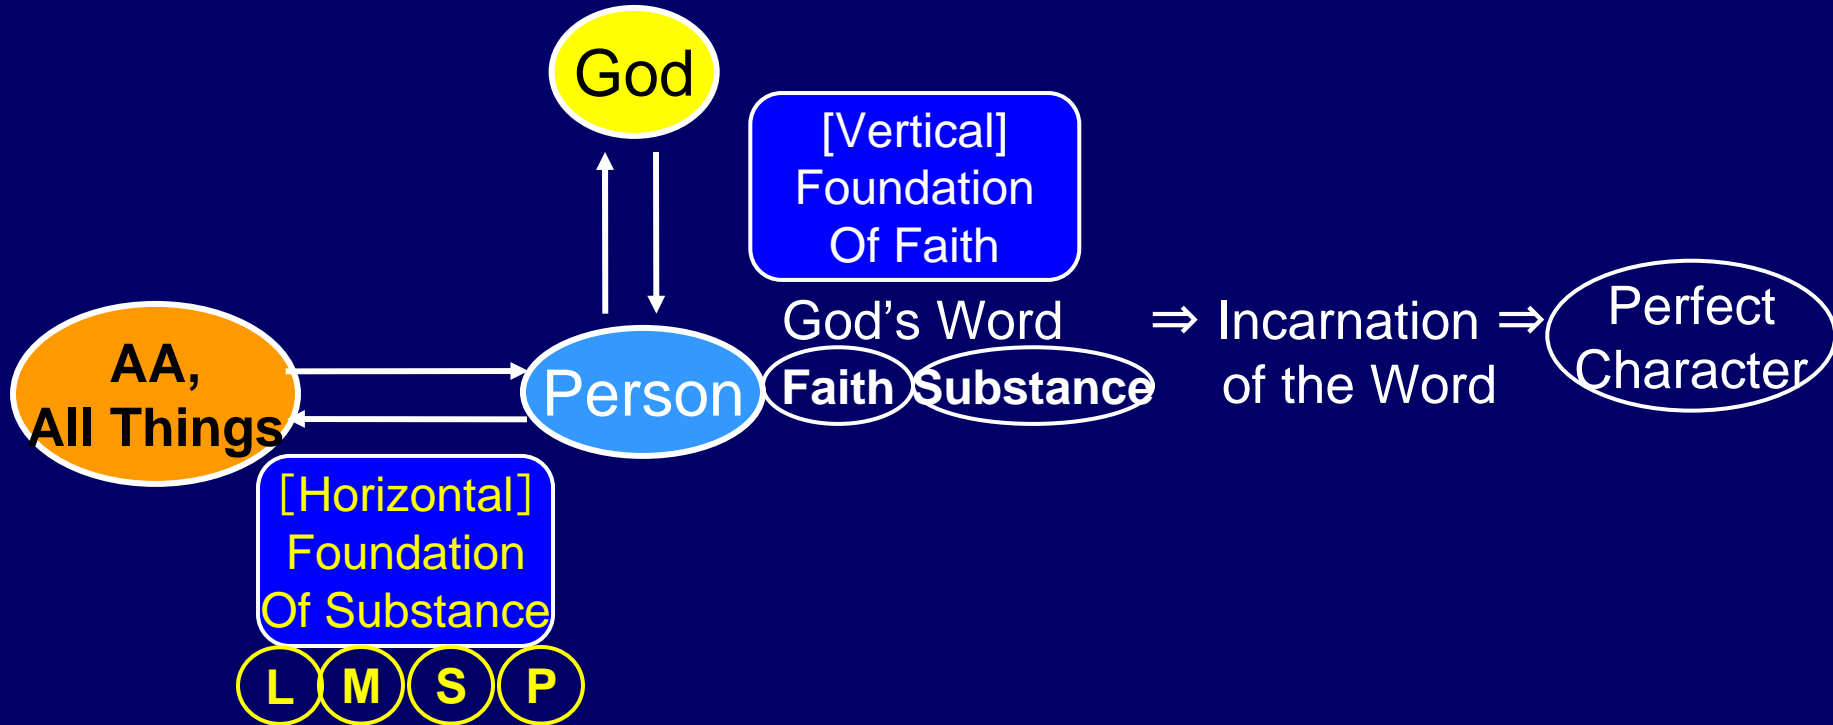 God
[Vertical]
Foundation
Of Faith
God’s Word ⇒ Incarnation ⇒
of the Word
Perfect
Character
AA,
All Things
Person
Faith Substance
[Horizontal]
Foundation
Of Substance
L M S P